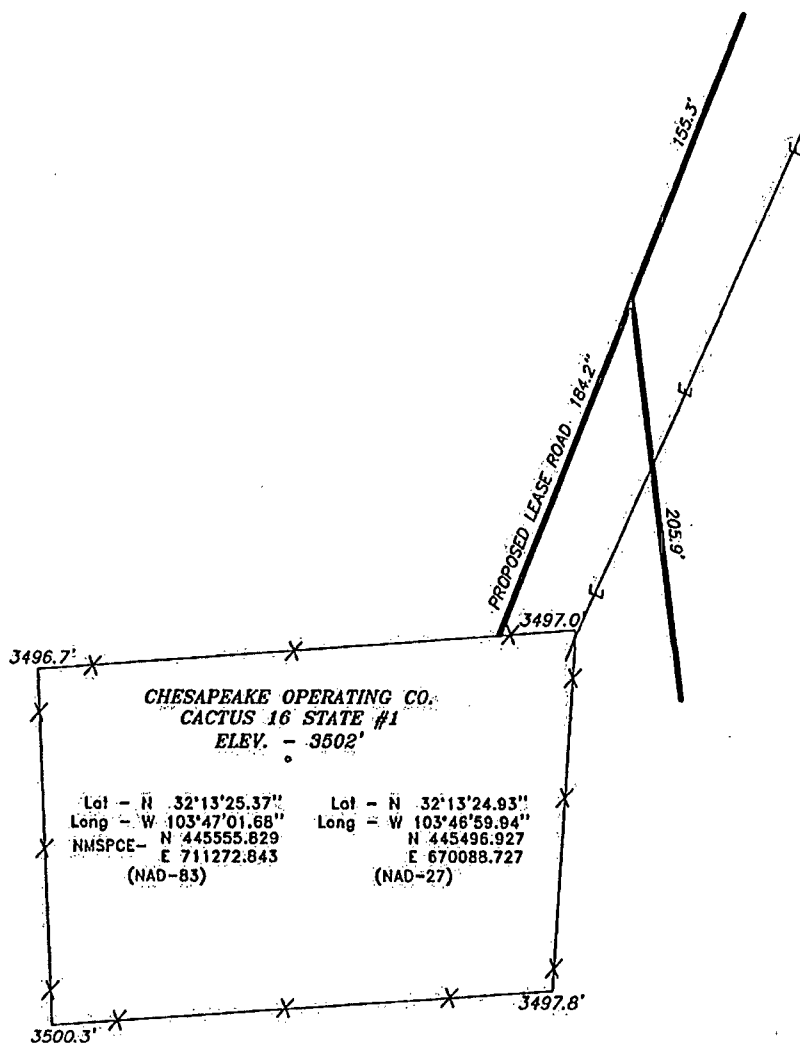 155.3'
PROPOSED LEASE ROAD 184.2"
205.9'
3497.0'
3496.7'
CHESAPEAKE OPERATING CO.
CACTUS 16 STATE #1
ELEV. - 3502'
Lat - N 32°13'25.37"
Long - W 103°47'01.68"
NMSPCE- N 445555.829
E 711272.843
(NAD-83)
Lat - N 32°13'24.93"
Long - W 103°46'59.94"
N 445496.927
E 670088.727
(NAD-27)
3497.8'
3500.3'